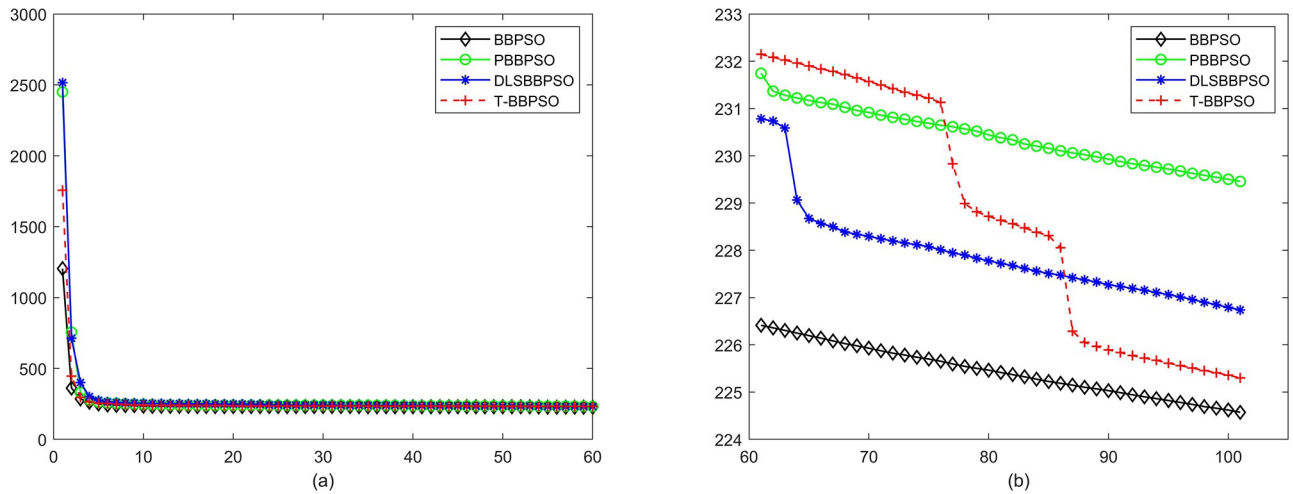 3000
2500
2000
1500
1000
500
0
0 10 20 30 40 50 60
BBPSO
PBBPSO
DLSBBPSO
T-BBPSO
(a)
233
232
231
230
229
228
227
226
225
224
60 70 80 90 100
BBPSO
PBBPSO
DLSBBPSO
T-BBPSO
(b)